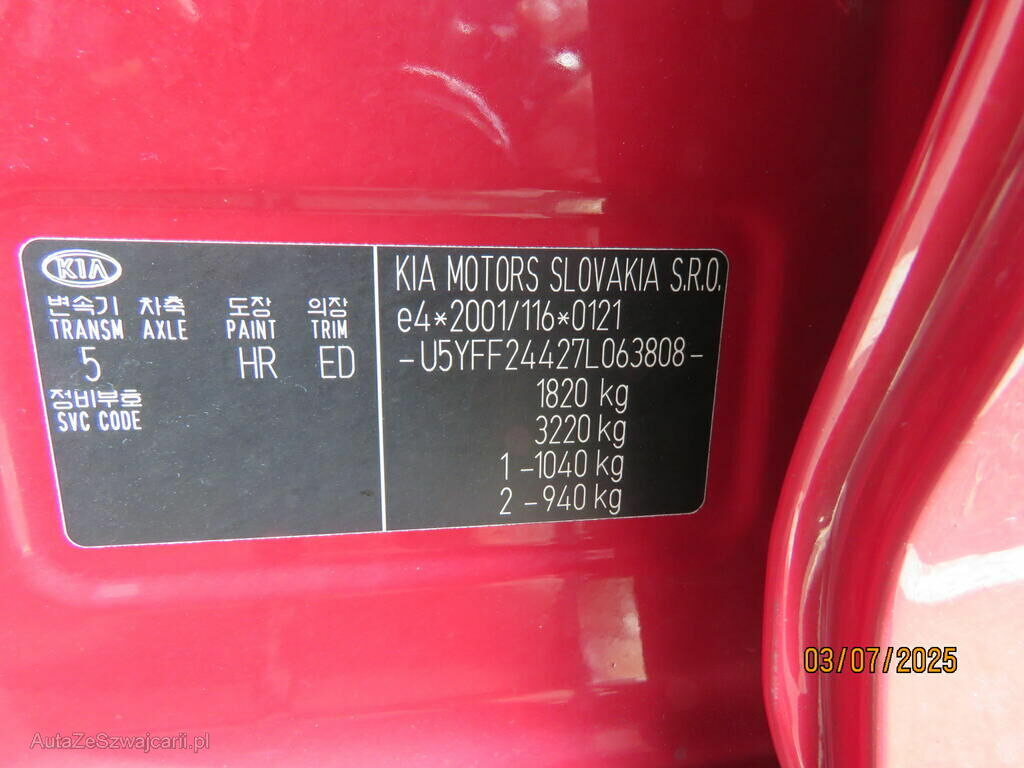 KIA
변속기 차축 도장 의장
TRANSM AXLE PAINT TRIM
5 HR ED
정비부호
SVC CODE
KIA MOTORS SLOVAKIA S.R.O.
e4*2001/116*0121
-U5YFF24427L063808-
1820 kg
3220 kg
1 -1040 kg
2 -940 kg
03/07/2025
AutaZeSzwajcarii.pl